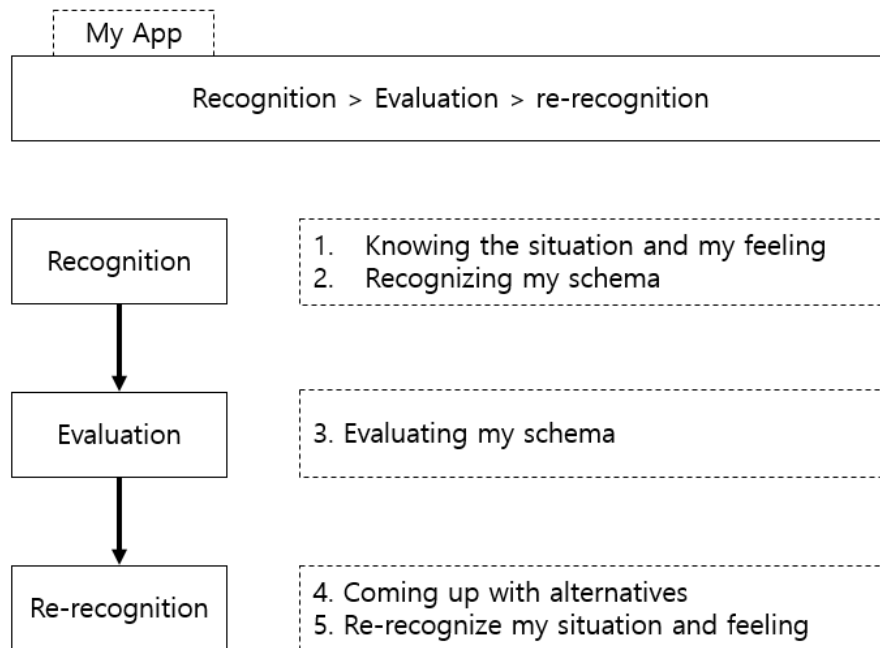 My App
Recognition > Evaluation > re-recognition
Recognition
1. Knowing the situation and my feeling
2. Recognizing my schema
Evaluation
3. Evaluating my schema
Re-recognition
4. Coming up with alternatives
5. Re-recognize my situation and feeling